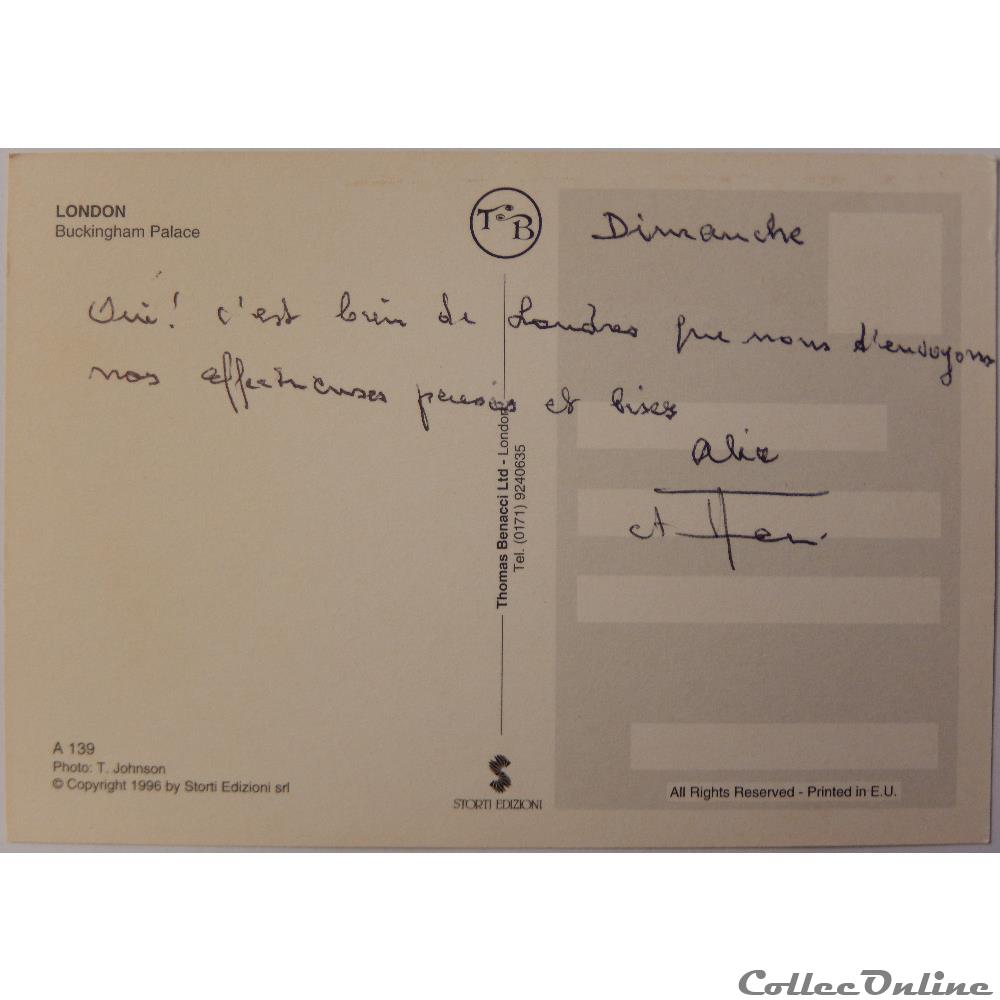 LONDON
Buckingham Palace
T B
Dimanche
Oui! c'est bien de Londres que nous t'envoyons
nos affectueuses pensées et bises
Alix
et
Thomas Benacci Ltd - London
Tel. (0171) 9240635
A 139
Photo: T. Johnson
© Copyright 1996 by Storti Edizioni srl
STORTI EDIZIONI
All Rights Reserved - Printed in E.U.
CollecOnline